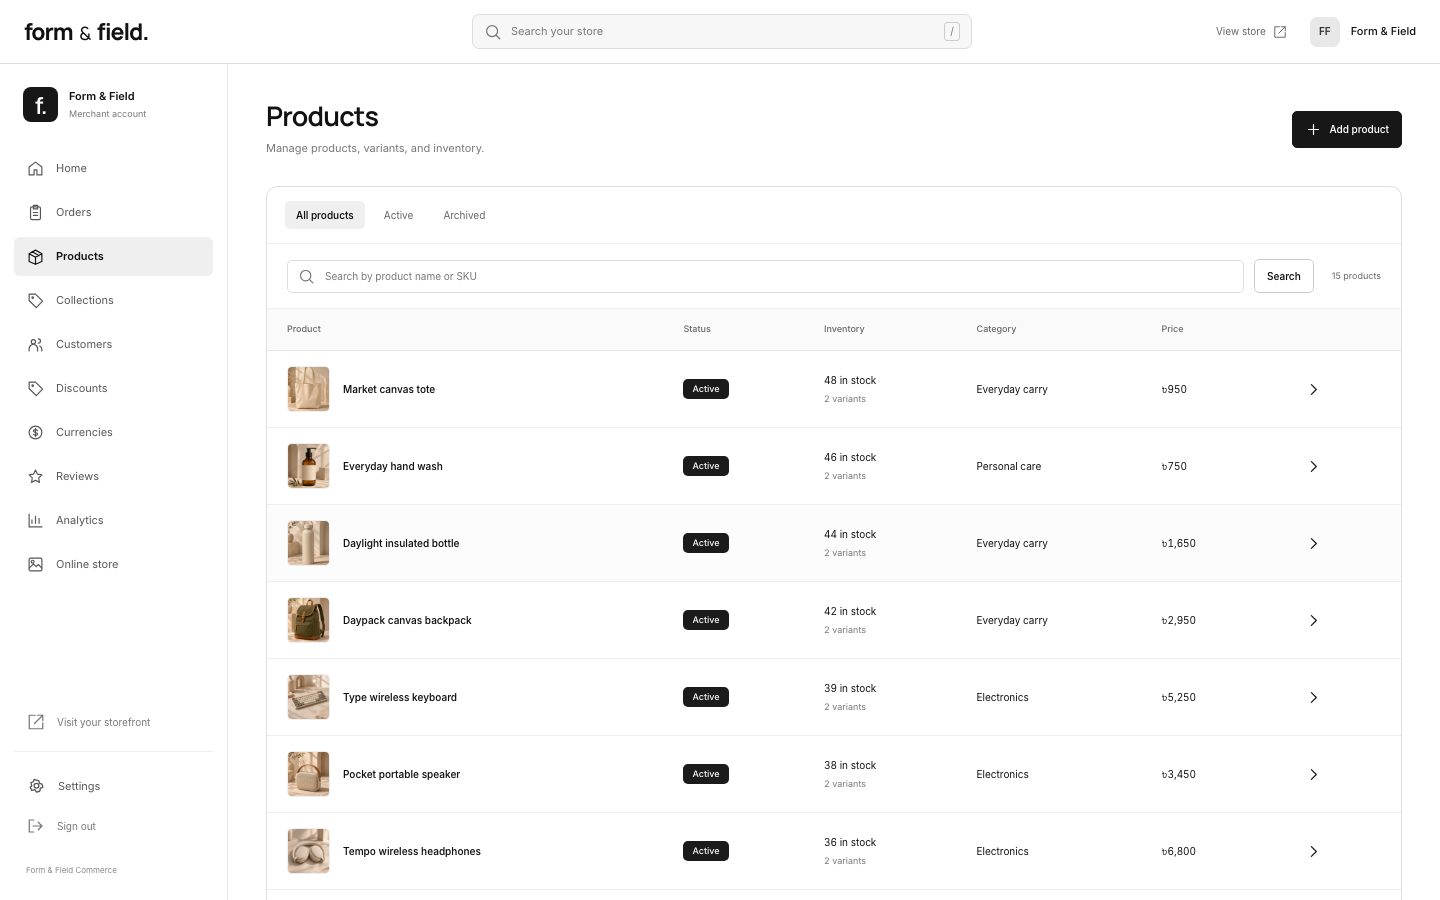 form & field.
Search your store
/
View store
FF
Form & Field
f.
Form & Field
Merchant account
Home
Orders
Products
Collections
Customers
Discounts
Currencies
Reviews
Analytics
Online store
Visit your storefront
Settings
Sign out
Form & Field Commerce
Products
Manage products, variants, and inventory.
Add product
All products
Active
Archived
Search by product name or SKU
Search
15 products
Product Status Inventory Category Price
Market canvas tote Active 48 in stock Everyday carry ৳950
2 variants
Everyday hand wash Active 46 in stock Personal care ৳750
2 variants
Daylight insulated bottle Active 44 in stock Everyday carry ৳1,650
2 variants
Daypack canvas backpack Active 42 in stock Everyday carry ৳2,950
2 variants
Type wireless keyboard Active 39 in stock Electronics ৳5,250
2 variants
Pocket portable speaker Active 38 in stock Electronics ৳3,450
2 variants
Tempo wireless headphones Active 36 in stock Electronics ৳6,800
2 variants